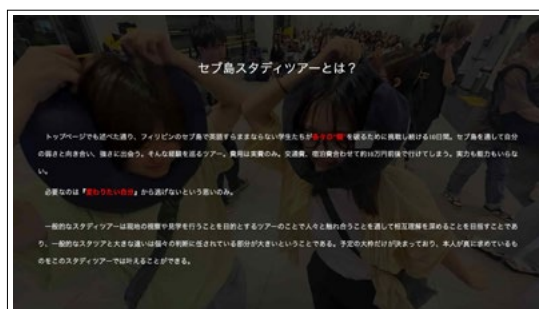 セブ島スタディツアーとは？
トップページでも述べた通り、フィリピンのセブ島で英語すらままならない学生たちが各々の"殻"を破るために挑戦し続ける10日間。セブ島を通して自分
の弱さと向き合い、強さに出会う。そんな経験を巡るツアー。費用は実費のみ。交通費、宿泊費合わせて約16万円前後で行けてしまう。実力も能力もいらな
い。
必要なのは『変わりたい自分』から逃げないという思いのみ。
一般的なスタディツアーは現地の視察や見学を行うことを目的とするツアーのことで人々と触れ合うことを通して相互理解を深めることを目指すことであ
り、一般的なスタツアと大きな違いは個々の判断に任されている部分が大きいということである。予定の大枠だけが決まっており、本人が真に求めているも
のをこのスタディツアーでは叶えることができる。